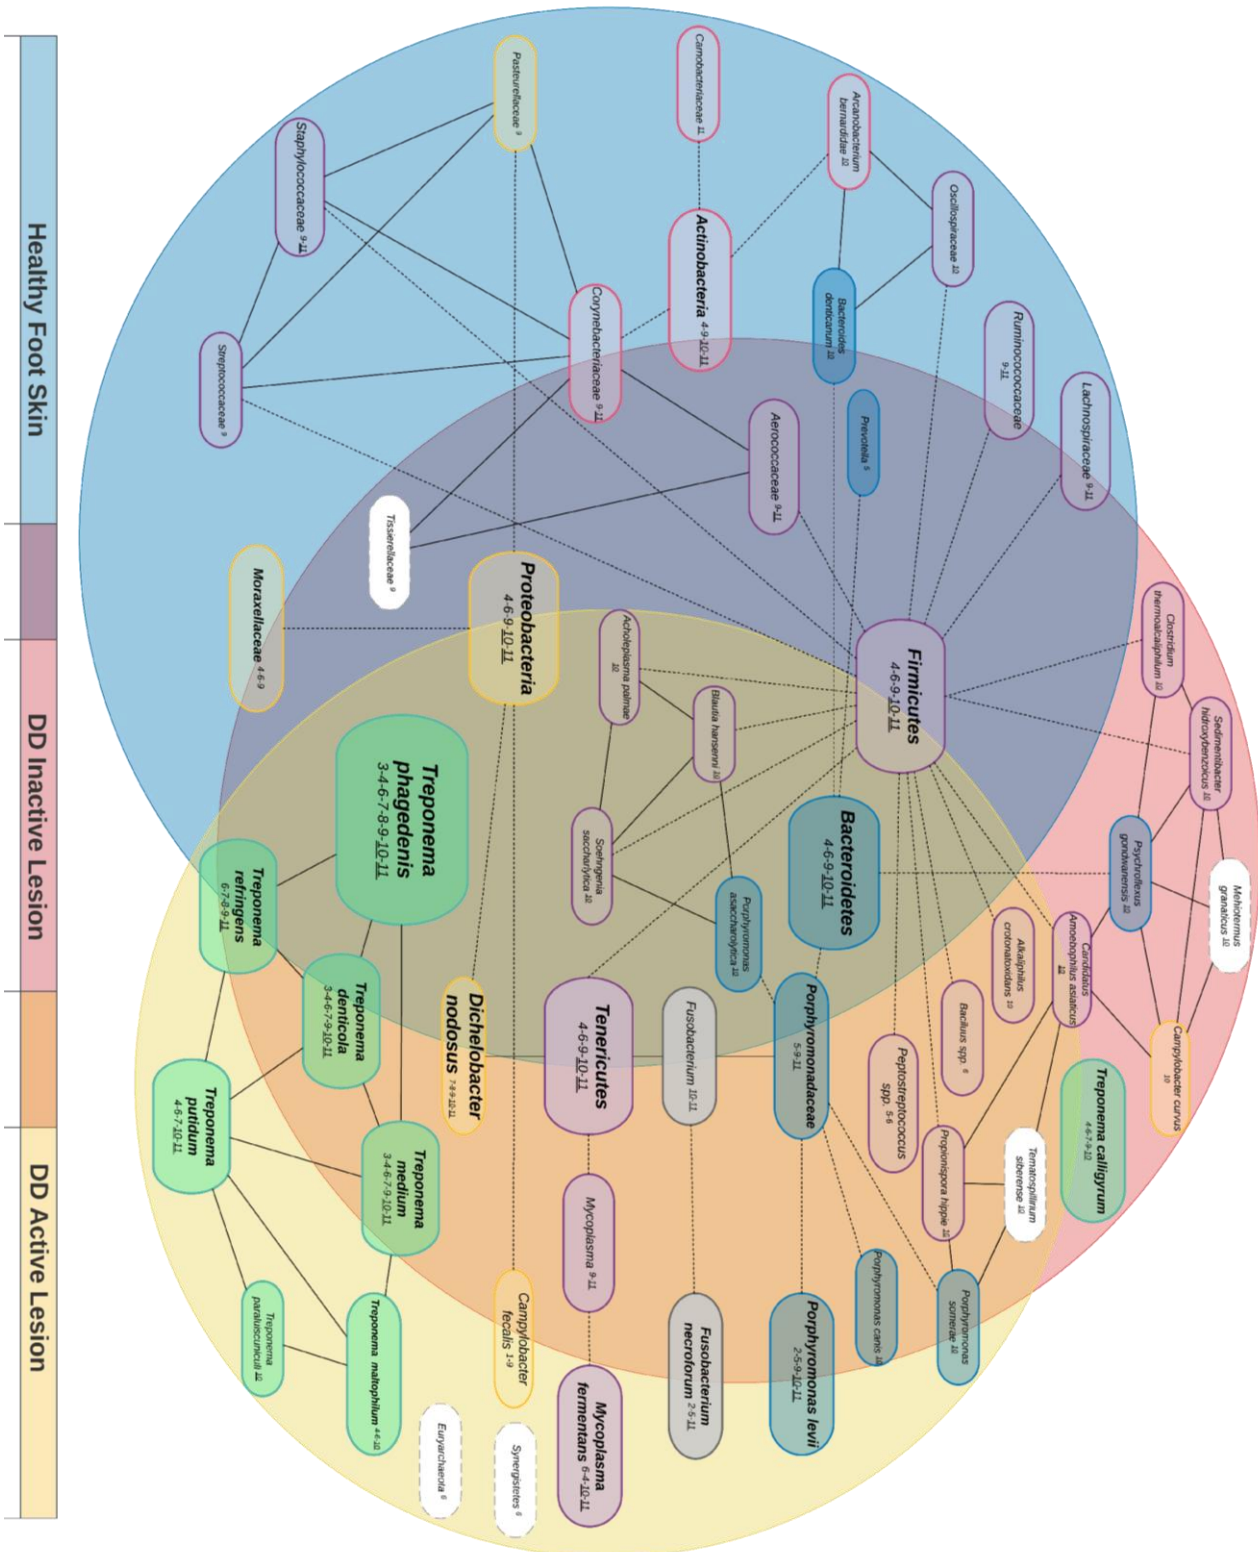 Healthy Foot Skin
DD Inactive Lesion
DD Active Lesion
Pasteurellaceae 9
Staphylococcaceae 9-11
Streptococcaceae 9
Carnobacteriaceae 11
Arcanobacterium
bernardidae 10
Oscillospiraceae 10
Actinobacteria 4-9-10-11
Bacteroides
denticanum 10
Corynebacteriaceae 9-11
Ruminococcoccaceae
9-11
Lachnospiraceae 9-11
Prevotella 5
Aerococcaceae 9-11
Tissierellaceae 9
Moraxellaceae 4-6-9
Proteobacteria
4-6-9-10-11
Firmicutes
4-6-9-10-11
Acholeplasma palmae
10
Blautia hansenni 10
Soehngenia
saccharlytica 10
Clostridium
thermoalcaliphilum 10
Sedimentibacter
hidroxybenzoicus 10
Psychroflexus
gondwanensis 10
granaticus 10
Bacteroidetes
4-6-9-10-11
Porphyromonas
asaccharolytica 10
Treponema
phagedenis
3-4-6-7-8-9-10-11
Treponema
refringens
6-7-8-9-11
Treponema
denticola
3-4-6-7-9-10-11
Dichelobacter
nodosus 7-8-9-10-11
Tenericutes
4-6-9-10-11
Fusobacterium 10-11
Porphyromonadaceae
5-9-11
Candidatus
Amoebophilus asiaticus
10
Alkaliphilus
crotonatoxidans 10
Baciluus spp. 6
Peptostreptococcus
spp. 5-6
Campylobacter curvus
10
Treponema calligyrum
4-6-7-9-10
siberense 10
Propionispora hippie 10
Treponema
putidum
4-6-7-10-11
Treponema
medium
3-4-6-7-9-10-11
Mycoplasma 9-11
Porphyromonas canis 10
Porphyromonas
somerae 10
Treponema
paraluiscuniculi 10
Treponema maltophilum 4-6-10
Campylobacter
fecalis 1-9
Fusobacterium
necroforum 2-5-11
Porphyromonas levii
2-5-9-10-11
Mycoplasma
fermentans 6-4-10-11
Euryarchaeota 6
Synergistetes 6